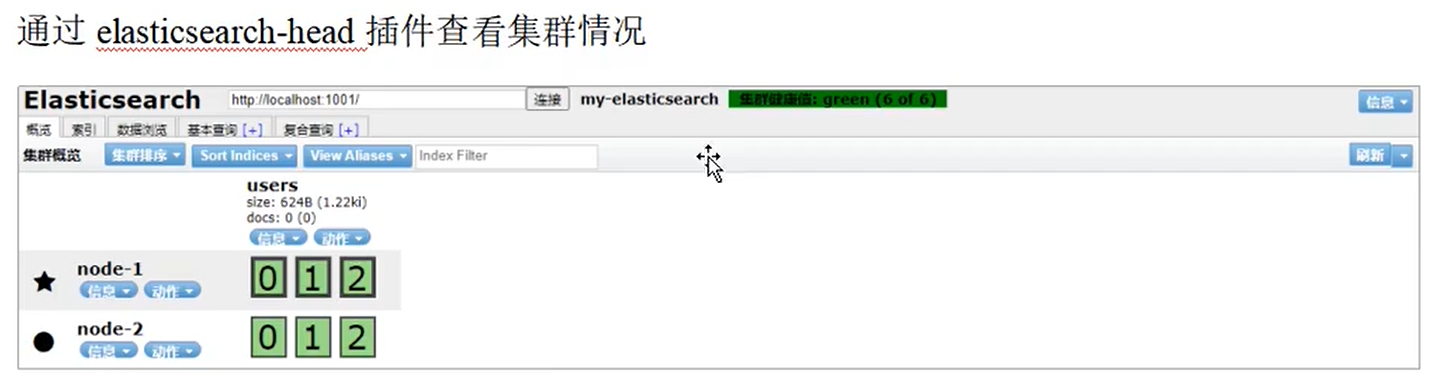 通过 elasticsearch-head 插件查看集群情况
Elasticsearch http://localhost:1001/ 连接 my-elasticsearch 集群健康值: green (6 of 6) 信息
概览 索引 数据浏览 基本查询 [+] 复合查询 [+]
集群概览 集群排序 Sort Indices View Aliases Index Filter 刷新
users
size: 624B (1.22ki)
docs: 0 (0)
信息 动作
node-1 0 1 2
信息 动作
node-2 0 1 2
信息 动作